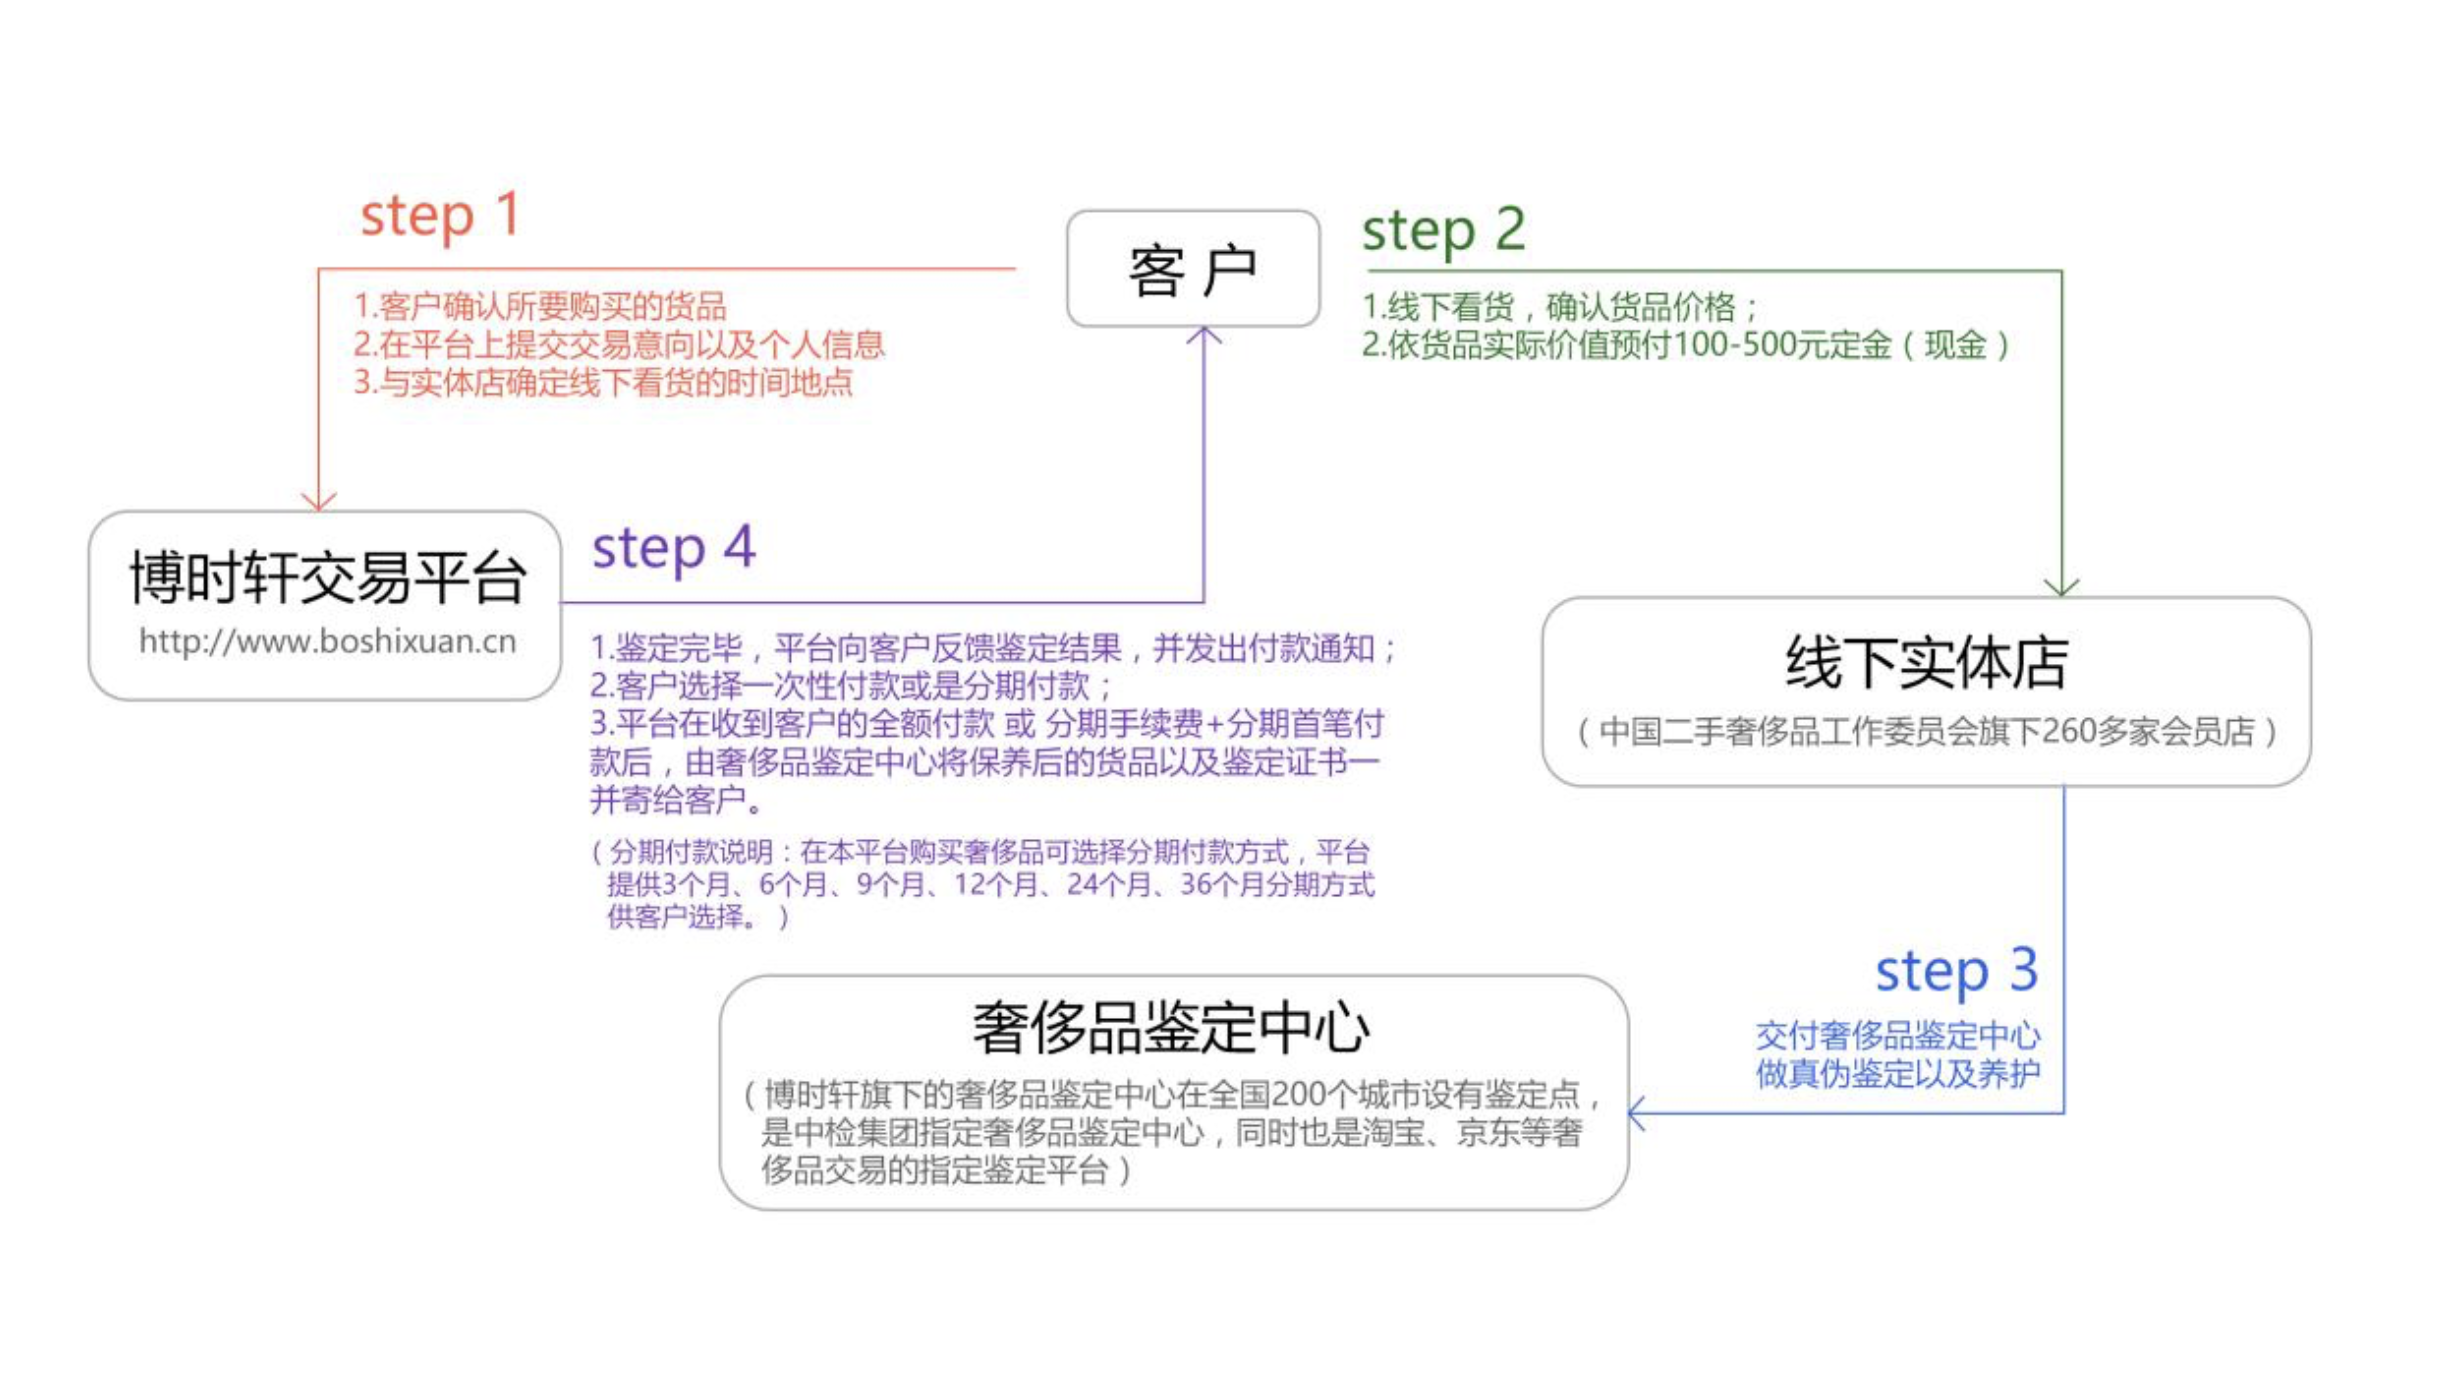 step 1
1.客户确认所要购买的货品
2.在平台上提交交易意向以及个人信息
3.与实体店确定线下看货的时间地点
客 户
step 2
1.线下看货，确认货品价格；
2.依货品实际价值预付100-500元定金（现金）
博时轩交易平台
http://www.boshixuan.cn
step 4
1.鉴定完毕，平台向客户反馈鉴定结果，并发出付款通知；
2.客户选择一次性付款或是分期付款；
3.平台在收到客户的全额付款 或 分期手续费+分期首笔付
款后，由奢侈品鉴定中心将保养后的货品以及鉴定证书一
并寄给客户。
（分期付款说明：在本平台购买奢侈品可选择分期付款方式，平台
提供3个月、6个月、9个月、12个月、24个月、36个月分期方式
供客户选择。）
线下实体店
（中国二手奢侈品工作委员会旗下260多家会员店）
step 3
交付奢侈品鉴定中心
做真伪鉴定以及养护
奢侈品鉴定中心
（博时轩旗下的奢侈品鉴定中心在全国200个城市设有鉴定点，
是中检集团指定奢侈品鉴定中心，同时也是淘宝、京东等奢
侈品交易的指定鉴定平台）